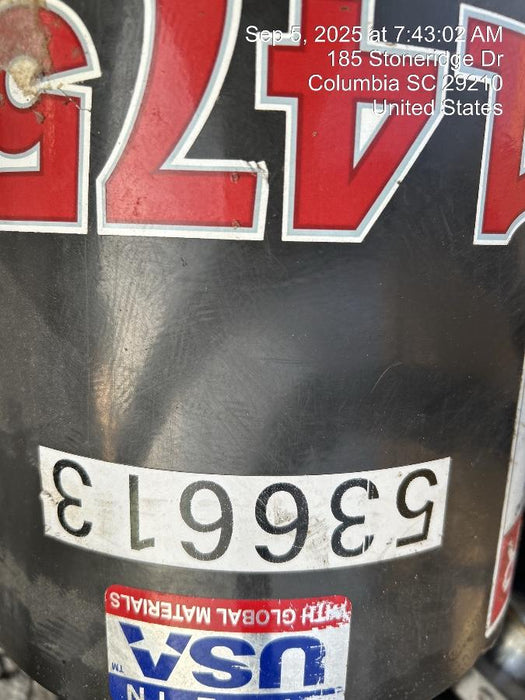 Sep 5, 2025 at 7:43:02 AM
185 Stoneridge Dr
Columbia SC 29210
United States
USA™
WITH GLOBAL MATERIALS
536613